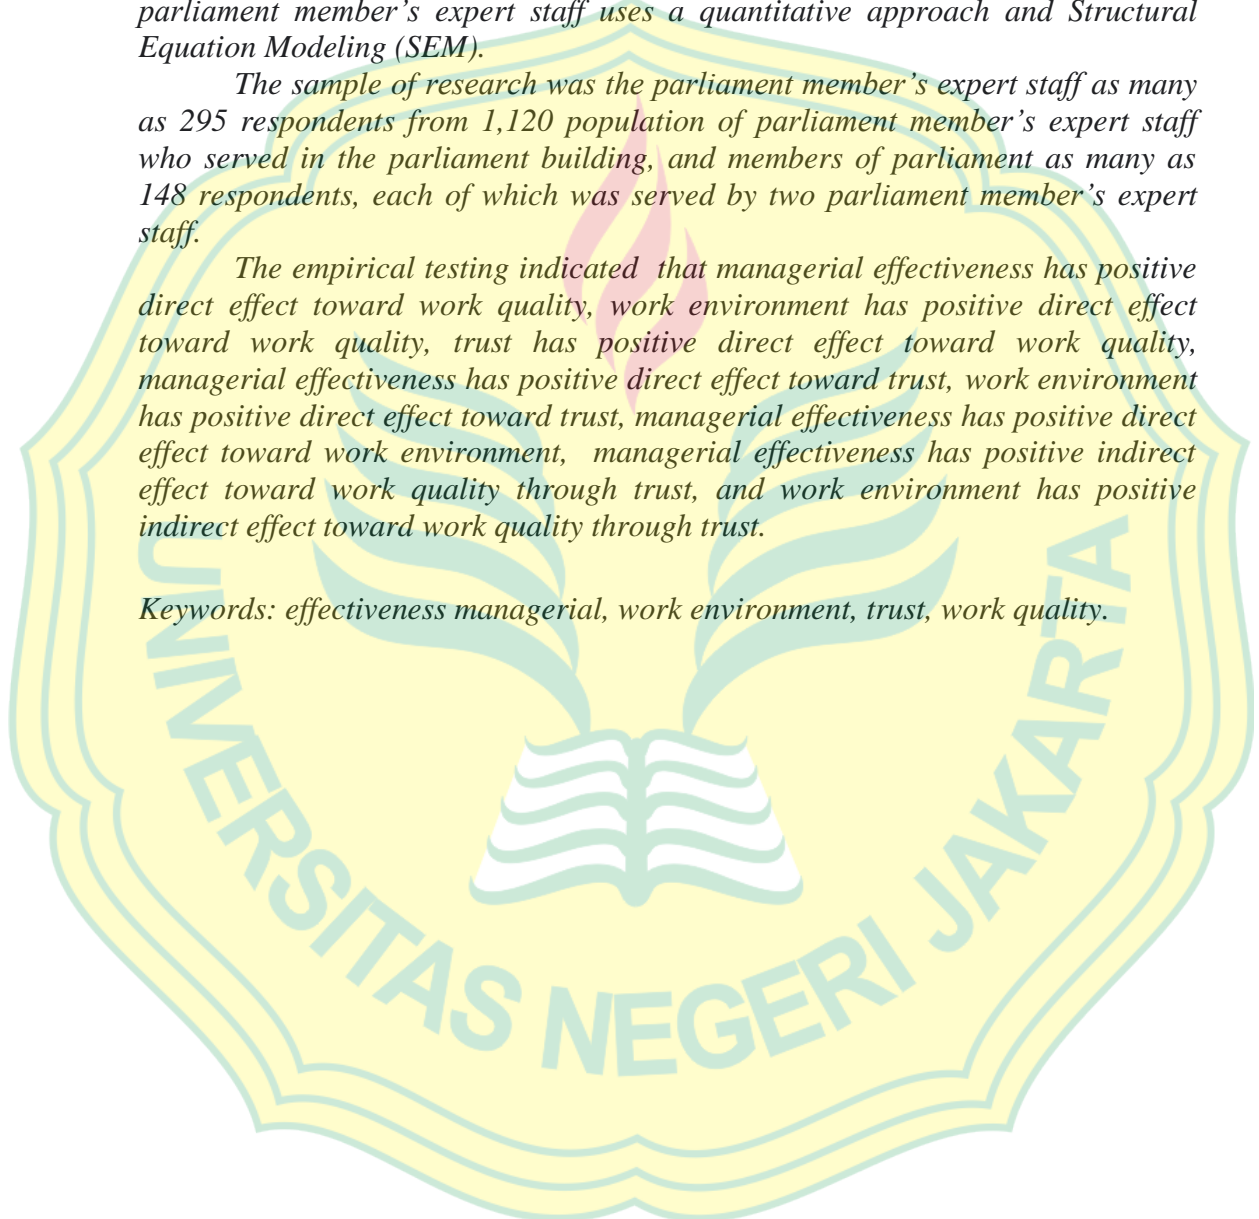 parliament member’s expert staff uses a quantitative approach and Structural
Equation Modeling (SEM).
The sample of research was the parliament member’s expert staff as many
as 295 respondents from 1,120 population of parliament member’s expert staff
who served in the parliament building, and members of parliament as many as
148 respondents, each of which was served by two parliament member’s expert
staff.
The empirical testing indicated that managerial effectiveness has positive
direct effect toward work quality, work environment has positive direct effect
toward work quality, trust has positive direct effect toward work quality,
managerial effectiveness has positive direct effect toward trust, work environment
has positive direct effect toward trust, managerial effectiveness has positive direct
effect toward work environment, managerial effectiveness has positive indirect
effect toward work quality through trust, and work environment has positive
indirect effect toward work quality through trust.
Keywords: effectiveness managerial, work environment, trust, work quality.
UNIVERSITAS NEGERI JAKARTA